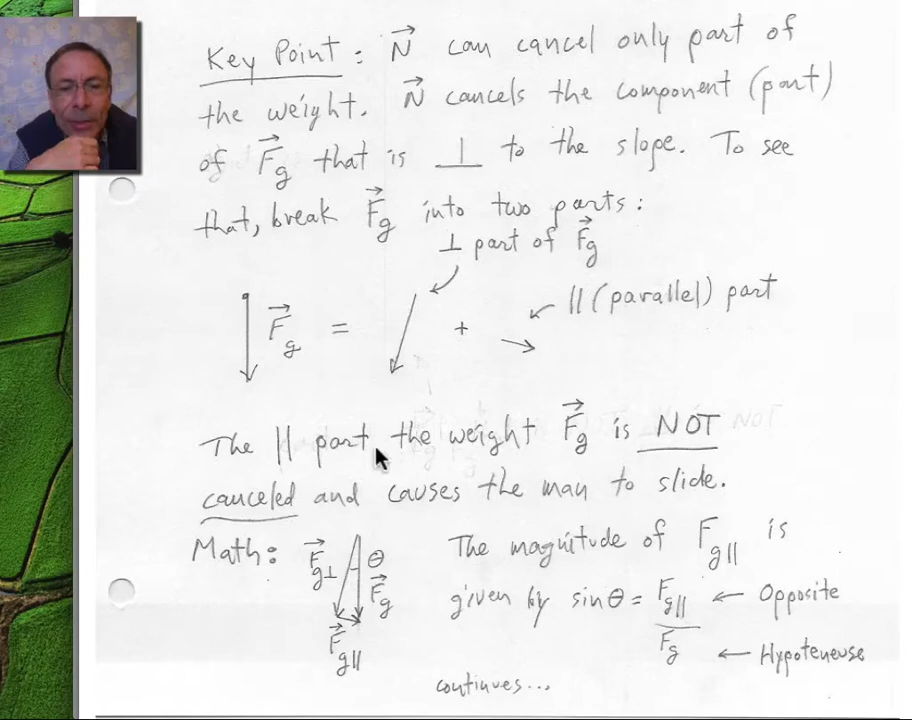 Key Point: N⃗ can cancel only part of
the weight. N⃗ cancels the component (part)
of F⃗g that is ⊥ to the slope. To see
that, break F⃗g into two parts:
⊥ part of F⃗g
|| (parallel) part
F⃗g = +
The || part the weight F⃗g is NOT
canceled and causes the man to slide.
Math: F⃗g⊥ θ F⃗g F⃗g||
The magnitude of Fg|| is
given by sinθ = Fg|| / Fg ← Opposite
← Hypoteneuse
continues...